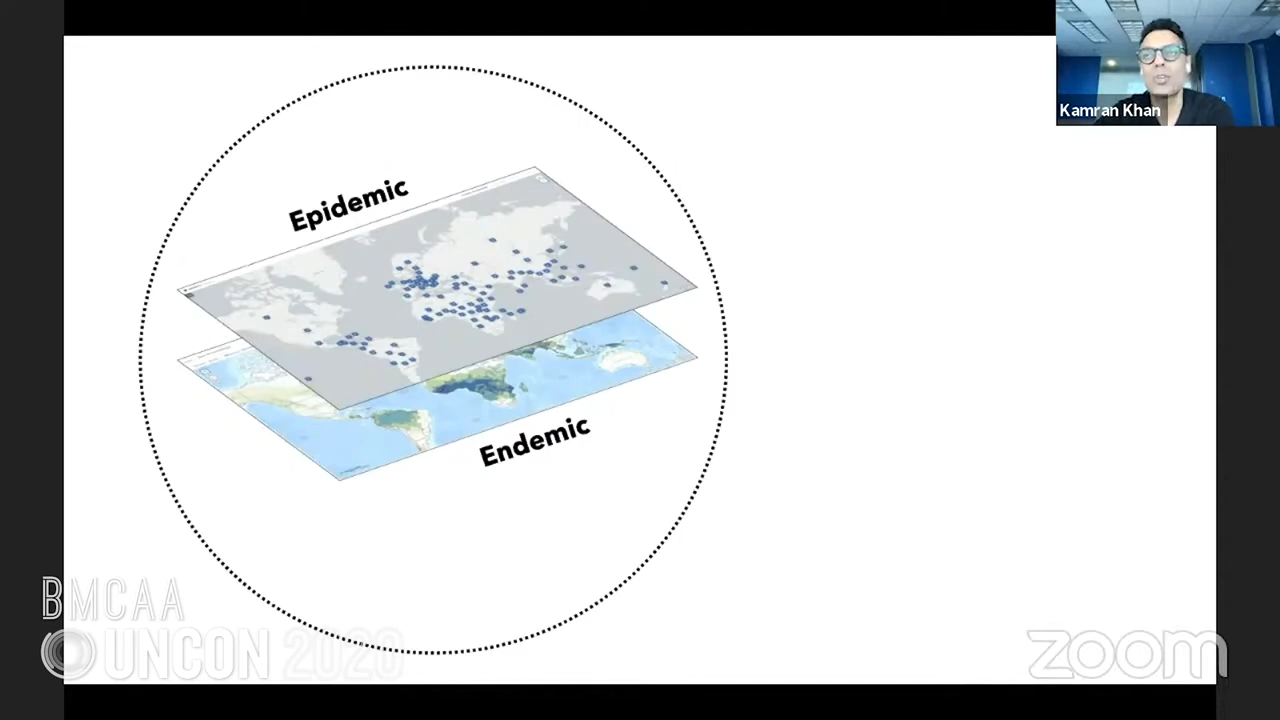 Kamran Khan
Epidemic
Endemic
BMCAA
UNCON 2020
zoom